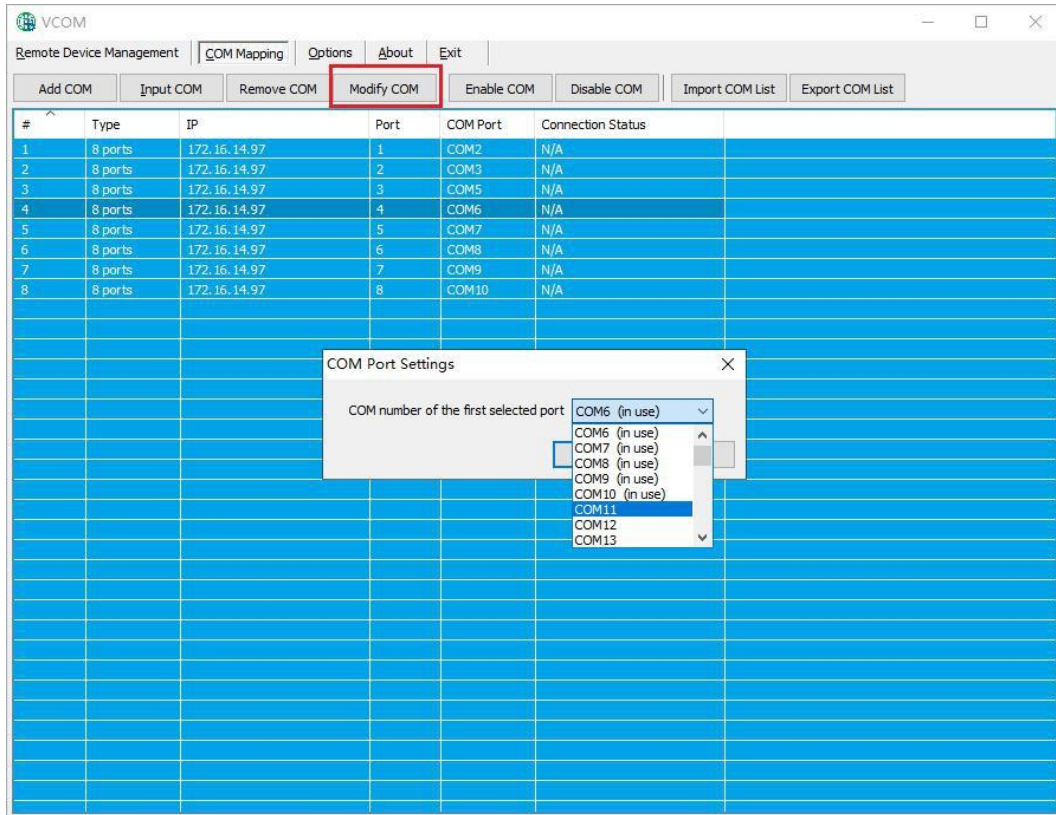 VCOM
Remote Device Management COM Mapping Options About Exit
Add COM Input COM Remove COM Modify COM Enable COM Disable COM Import COM List Export COM List
# Type IP Port COM Port Connection Status
1 8 ports 172.16.14.97 1 COM2 N/A
2 8 ports 172.16.14.97 2 COM3 N/A
3 8 ports 172.16.14.97 3 COM5 N/A
4 8 ports 172.16.14.97 4 COM6 N/A
5 8 ports 172.16.14.97 5 COM7 N/A
6 8 ports 172.16.14.97 6 COM8 N/A
7 8 ports 172.16.14.97 7 COM9 N/A
8 8 ports 172.16.14.97 8 COM10 N/A
COM Port Settings
COM number of the first selected port COM6 (in use)
COM6 (in use)
COM7 (in use)
COM8 (in use)
COM9 (in use)
COM10 (in use)
COM11
COM12
COM13